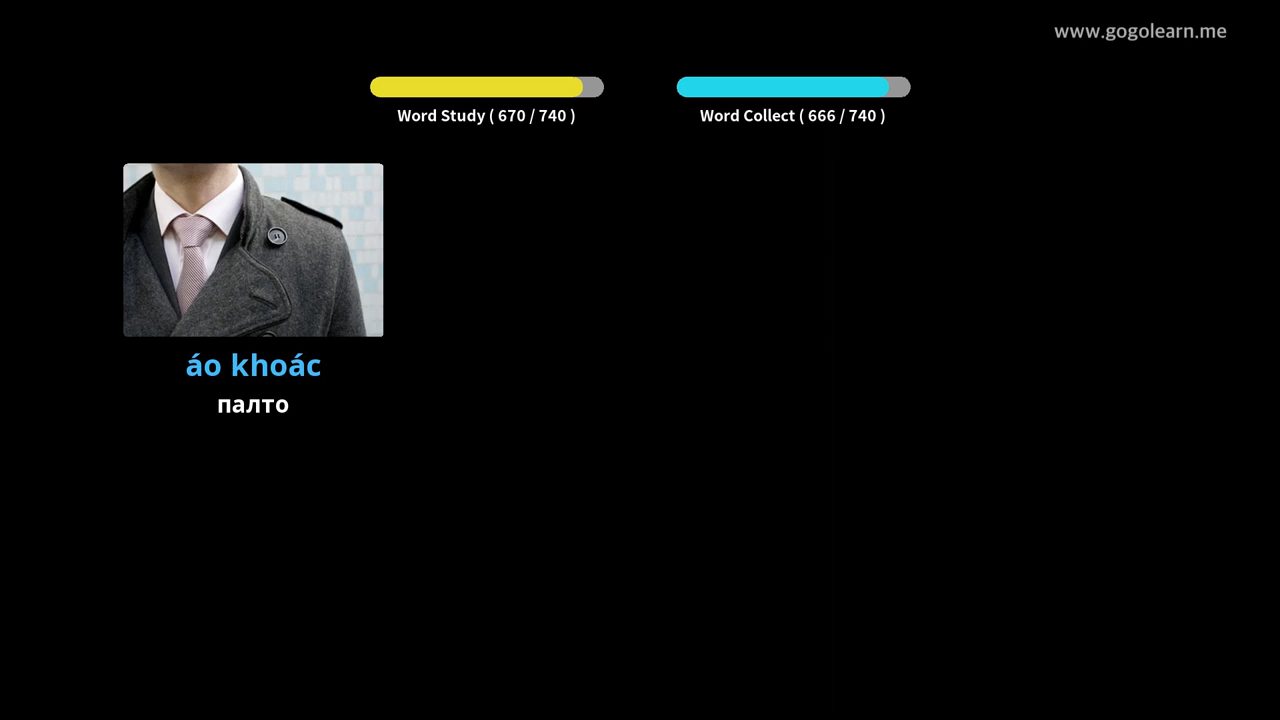 www.gogolearn.me
Word Study ( 670 / 740 )
Word Collect ( 666 / 740 )
áo khoác
палто